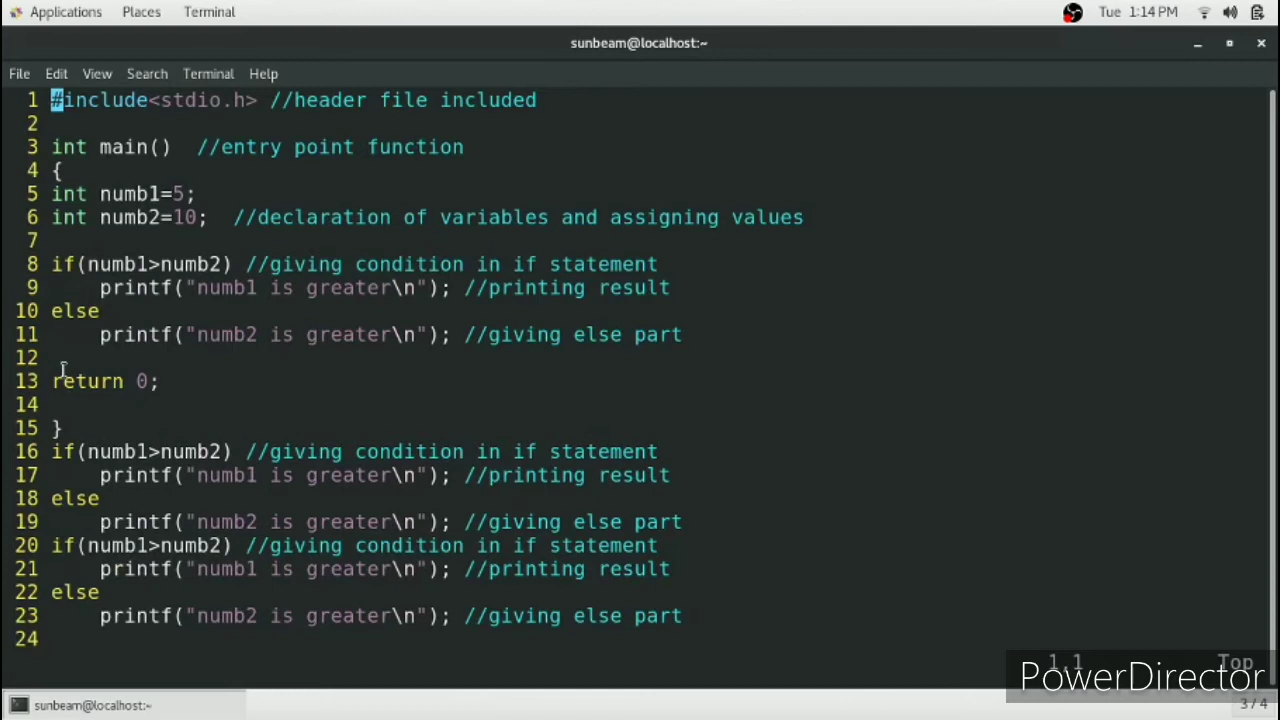 Applications Places Terminal Tue 1:14 PM
sunbeam@localhost:~
File Edit View Search Terminal Help
1 #include<stdio.h> //header file included
2
3 int main()  //entry point function
4 {
5 int numb1=5;
6 int numb2=10;  //declaration of variables and assigning values
7
8 if(numb1>numb2) //giving condition in if statement
9     printf("numb1 is greater\n"); //printing result
10 else
11     printf("numb2 is greater\n"); //giving else part
12
13 return 0;
14
15 }
16 if(numb1>numb2) //giving condition in if statement
17     printf("numb1 is greater\n"); //printing result
18 else
19     printf("numb2 is greater\n"); //giving else part
20 if(numb1>numb2) //giving condition in if statement
21     printf("numb1 is greater\n"); //printing result
22 else
23     printf("numb2 is greater\n"); //giving else part
24
1,1 Top
PowerDirector
sunbeam@localhost:~ 3/4